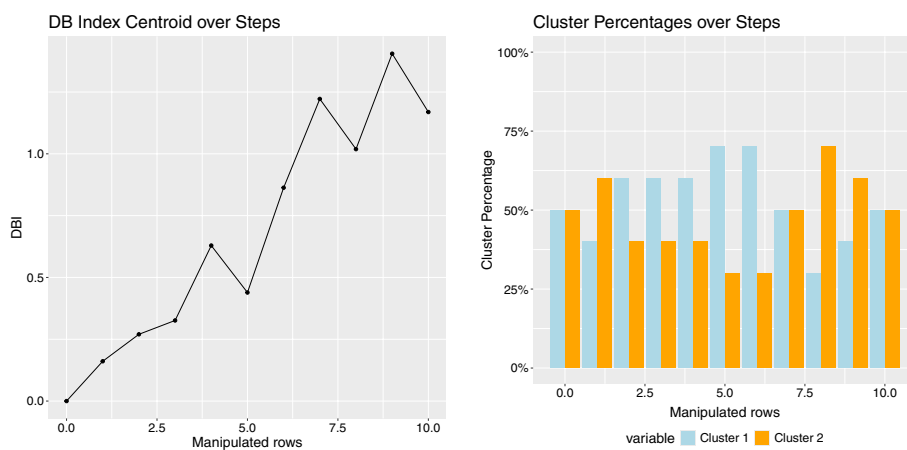 DB Index Centroid over Steps
DBI
1.0
0.5
0.0
0.0 2.5 5.0 7.5 10.0
Manipulated rows
Cluster Percentages over Steps
Cluster Percentage
100%
75%
50%
25%
0%
0.0 2.5 5.0 7.5 10.0
Manipulated rows
variable Cluster 1 Cluster 2